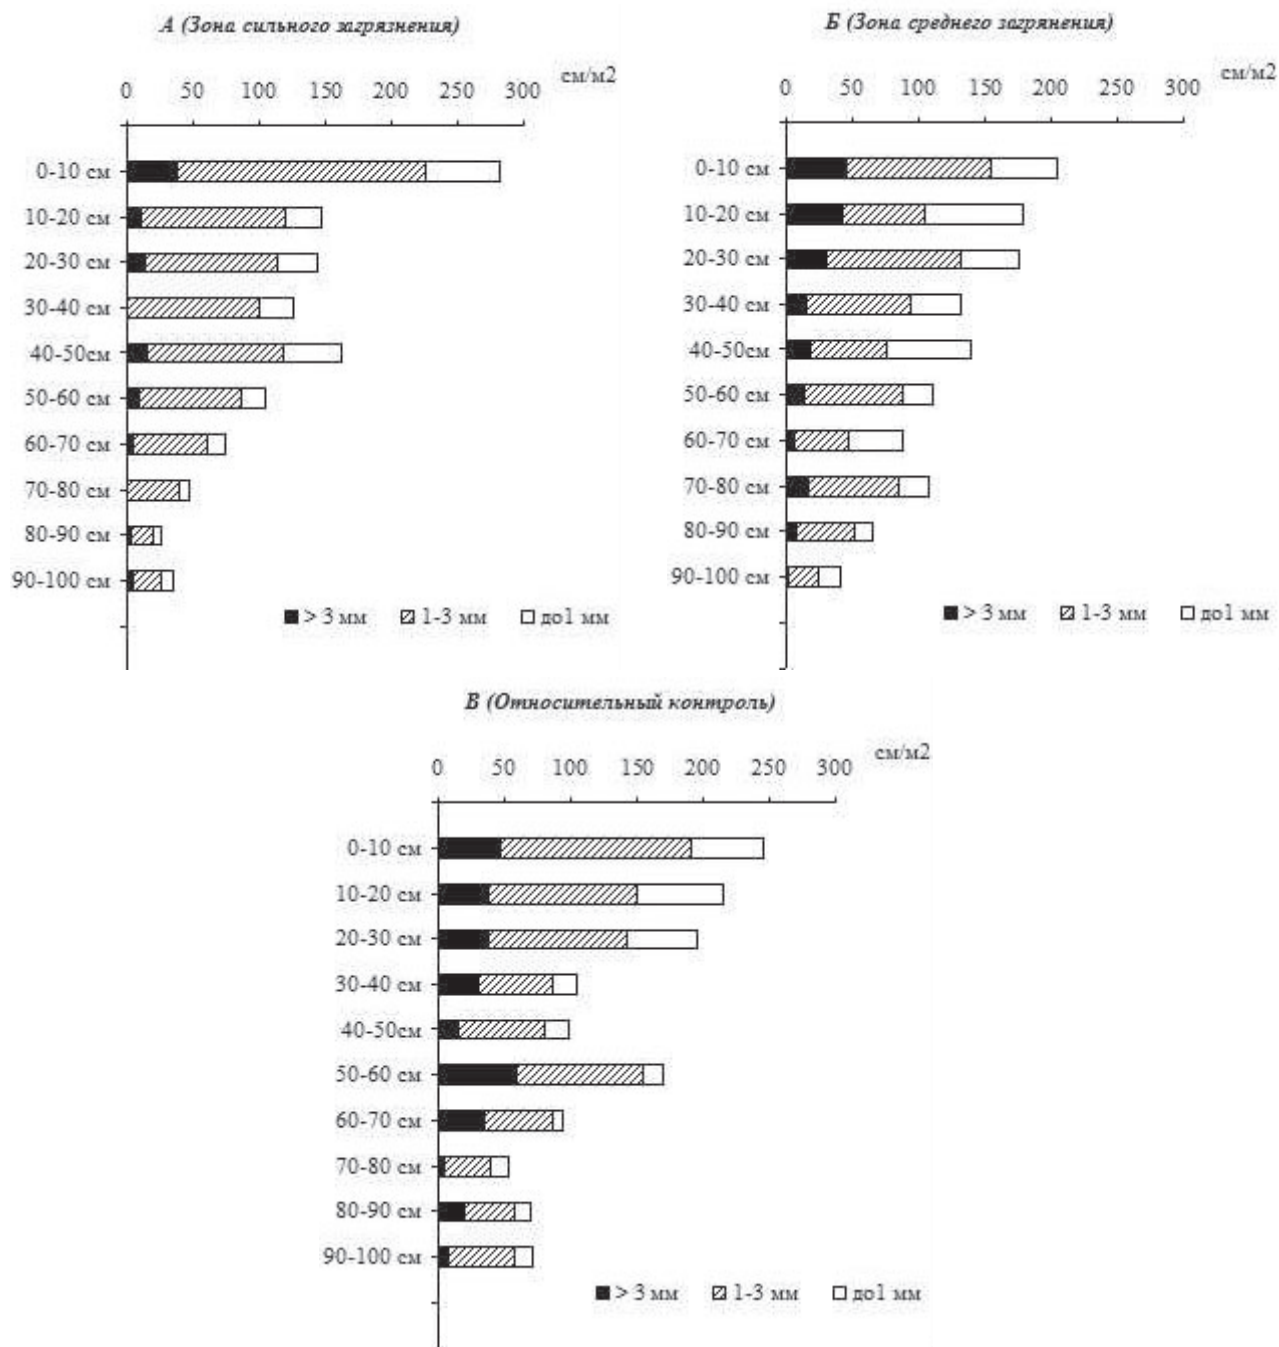 А (Зона сильного загрязнения)
см/м2
0 50 100 150 200 250 300
0-10 см
10-20 см
20-30 см
30-40 см
40-50см
50-60 см
60-70 см
70-80 см
80-90 см
90-100 см
> 3 мм 1-3 мм до1 мм
Б (Зона среднего загрянения)
см/м2
0 50 100 150 200 250 300
0-10 см
10-20 см
20-30 см
30-40 см
40-50см
50-60 см
60-70 см
70-80 см
80-90 см
90-100 см
> 3 мм 1-3 мм до1 мм
В (Относительный контроль)
см/м2
0 50 100 150 200 250 300
0-10 см
10-20 см
20-30 см
30-40 см
40-50см
50-60 см
60-70 см
70-80 см
80-90 см
90-100 см
> 3 мм 1-3 мм до1 мм